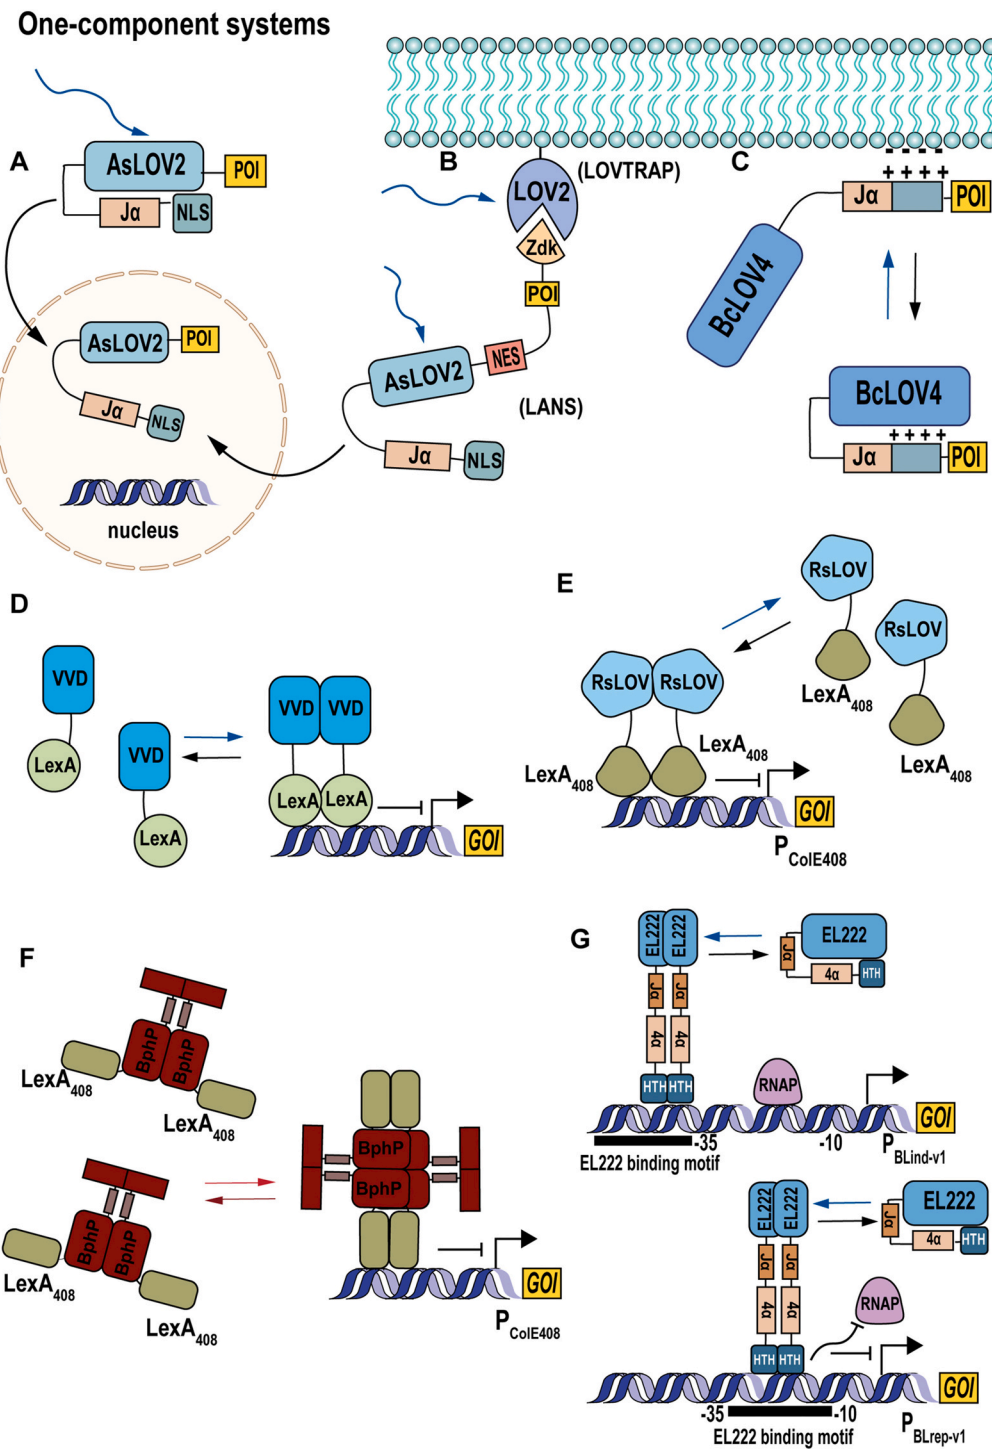 One-component systems
A
AsLOV2
POI
Jα
NLS
AsLOV2
POI
Jα
NLS
nucleus
B
LOV2
(LOVTRAP)
Zdk
POI
NES
AsLOV2
(LANS)
Jα
NLS
C
- - - -
+ + + +
Jα
POI
BcLOV4
BcLOV4
+ + + +
Jα
POI
D
VVD
LexA
VVD
LexA
VVD VVD
LexA LexA
GOI
E
RsLOV
LexA408
RsLOV
LexA408
RsLOV RsLOV
LexA408
LexA408
GOI
PColE408
F
BphP
BphP
LexA408
LexA408
BphP
BphP
LexA408
LexA408
BphP
BphP
GOI
PColE408
G
EL222 EL222
Jα Jα
4α 4α
HTH HTH
EL222
Jα
4α
HTH
RNAP
GOI
-35
-10
PBLind-v1
EL222 binding motif
EL222 EL222
Jα Jα
4α 4α
HTH HTH
EL222
Jα
4α
HTH
RNAP
GOI
-35
-10
PBLrep-v1
EL222 binding motif